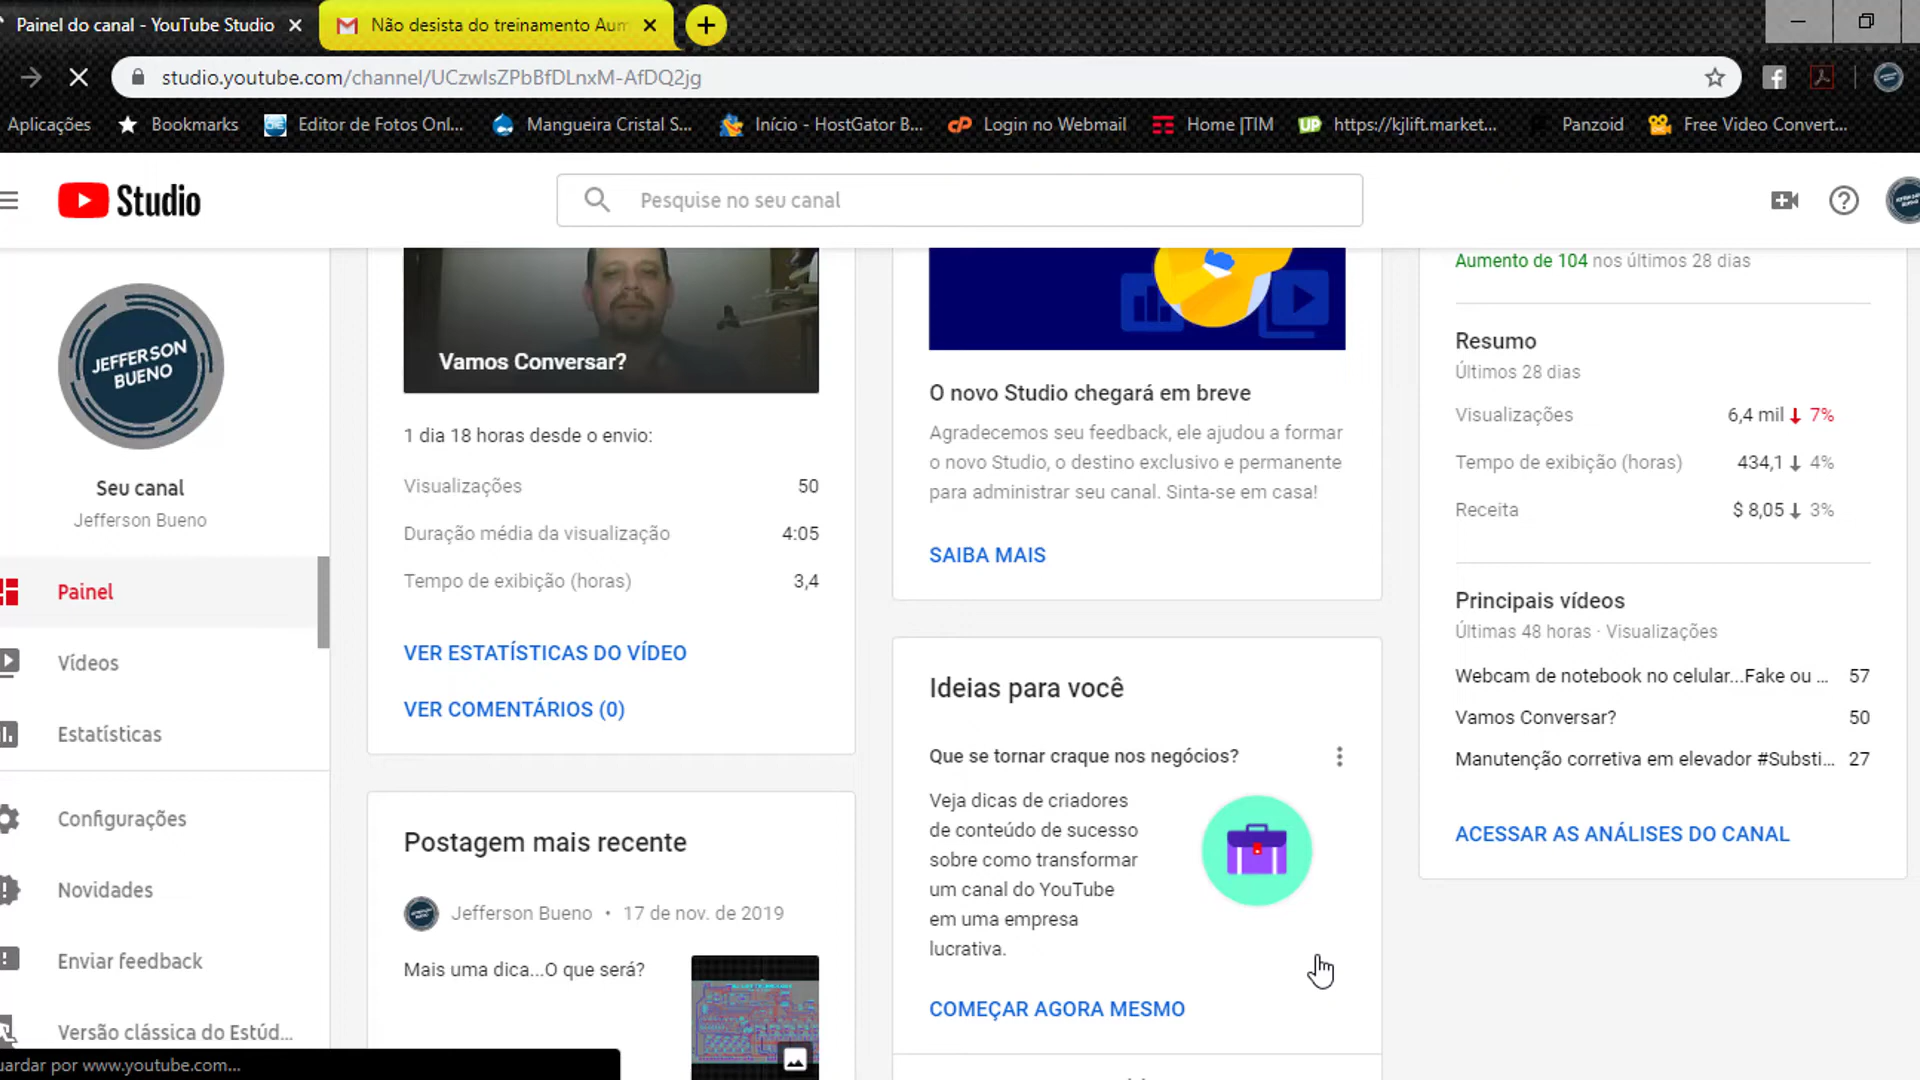 Painel do canal - YouTube Studio
Não desista do treinamento Aum
studio.youtube.com/channel/UCzwIsZPbBfDLnxM-AfDQ2jg
Aplicações
Bookmarks
Editor de Fotos Onl...
Mangueira Cristal S...
Início - HostGator B...
Login no Webmail
Home |TIM
https://kjlift.market...
Panzoid
Free Video Convert...
Studio
Pesquise no seu canal
JEFFERSON
BUENO
Seu canal
Jefferson Bueno
Painel
Vídeos
Estatísticas
Configurações
Novidades
Enviar feedback
Versão clássica do Estúd...
uardar por www.youtube.com...
Vamos Conversar?
1 dia 18 horas desde o envio:
Visualizações 50
Duração média da visualização 4:05
Tempo de exibição (horas) 3,4
VER ESTATÍSTICAS DO VÍDEO
VER COMENTÁRIOS (0)
Postagem mais recente
Jefferson Bueno • 17 de nov. de 2019
Mais uma dica...O que será?
O novo Studio chegará em breve
Agradecemos seu feedback, ele ajudou a formar
o novo Studio, o destino exclusivo e permanente
para administrar seu canal. Sinta-se em casa!
SAIBA MAIS
Ideias para você
Que se tornar craque nos negócios?
Veja dicas de criadores
de conteúdo de sucesso
sobre como transformar
um canal do YouTube
em uma empresa
lucrativa.
COMEÇAR AGORA MESMO
Aumento de 104 nos últimos 28 dias
Resumo
Últimos 28 dias
Visualizações 6,4 mil 7%
Tempo de exibição (horas) 434,1 4%
Receita $ 8,05 3%
Principais vídeos
Últimas 48 horas · Visualizações
Webcam de notebook no celular...Fake ou ... 57
Vamos Conversar? 50
Manutenção corretiva em elevador #Substi... 27
ACESSAR AS ANÁLISES DO CANAL